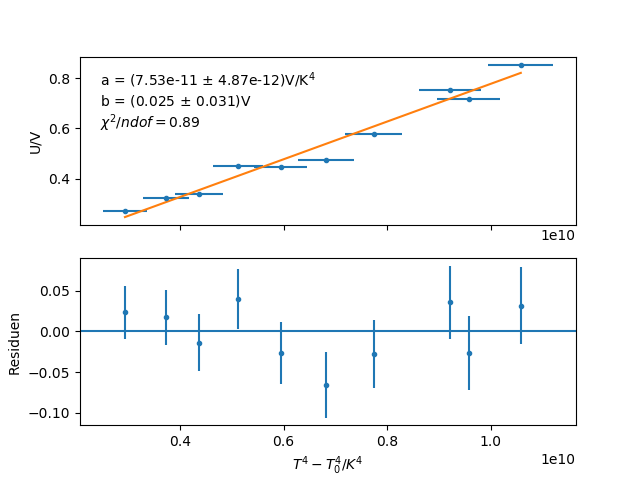 a = (7.53e-11 ± 4.87e-12)V/K⁴
b = (0.025 ± 0.031)V
χ²/ndof = 0.89
0.8
0.6
0.4
U/V
1e10
0.05
0.00
−0.05
−0.10
Residuen
0.4 0.6 0.8 1.0
1e10
T⁴ − T₀⁴/K⁴